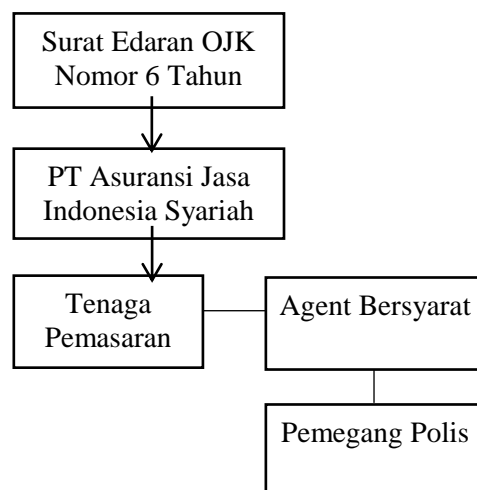 Surat Edaran OJK
Nomor 6 Tahun
PT Asuransi Jasa
Indonesia Syariah
Tenaga
Pemasaran
Agent Bersyarat
Pemegang Polis